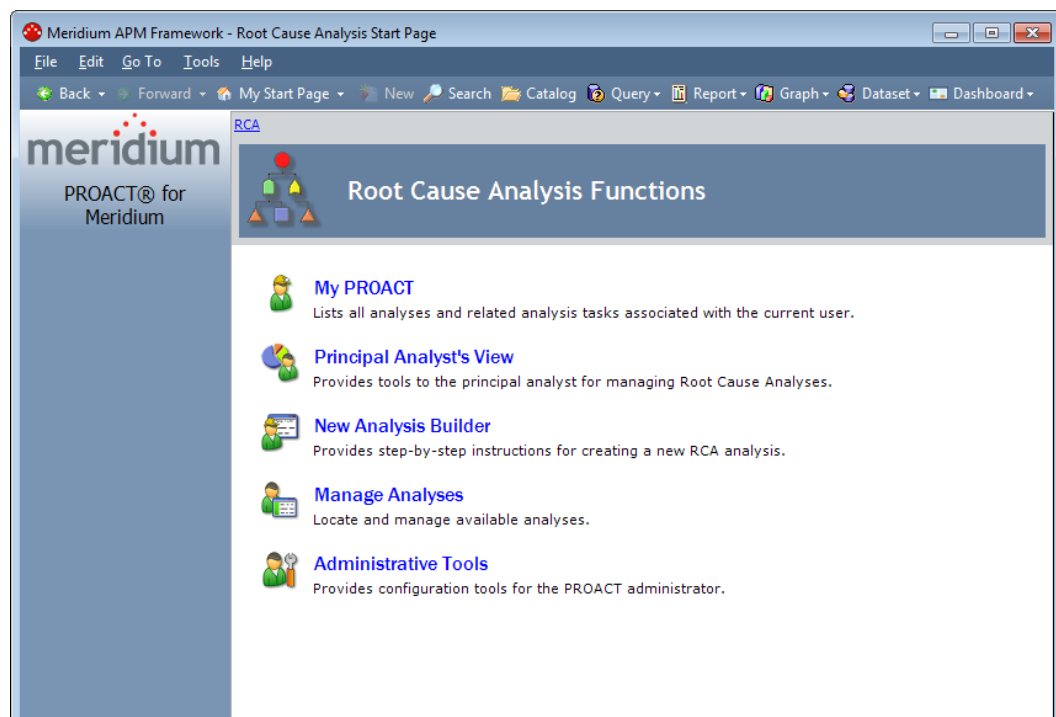 Meridium APM Framework - Root Cause Analysis Start Page
File Edit Go To Tools Help
Back Forward My Start Page New Search Catalog Query Report Graph Dataset Dashboard
meridium
PROACT® for
Meridium
RCA
Root Cause Analysis Functions
My PROACT
Lists all analyses and related analysis tasks associated with the current user.
Principal Analyst's View
Provides tools to the principal analyst for managing Root Cause Analyses.
New Analysis Builder
Provides step-by-step instructions for creating a new RCA analysis.
Manage Analyses
Locate and manage available analyses.
Administrative Tools
Provides configuration tools for the PROACT administrator.